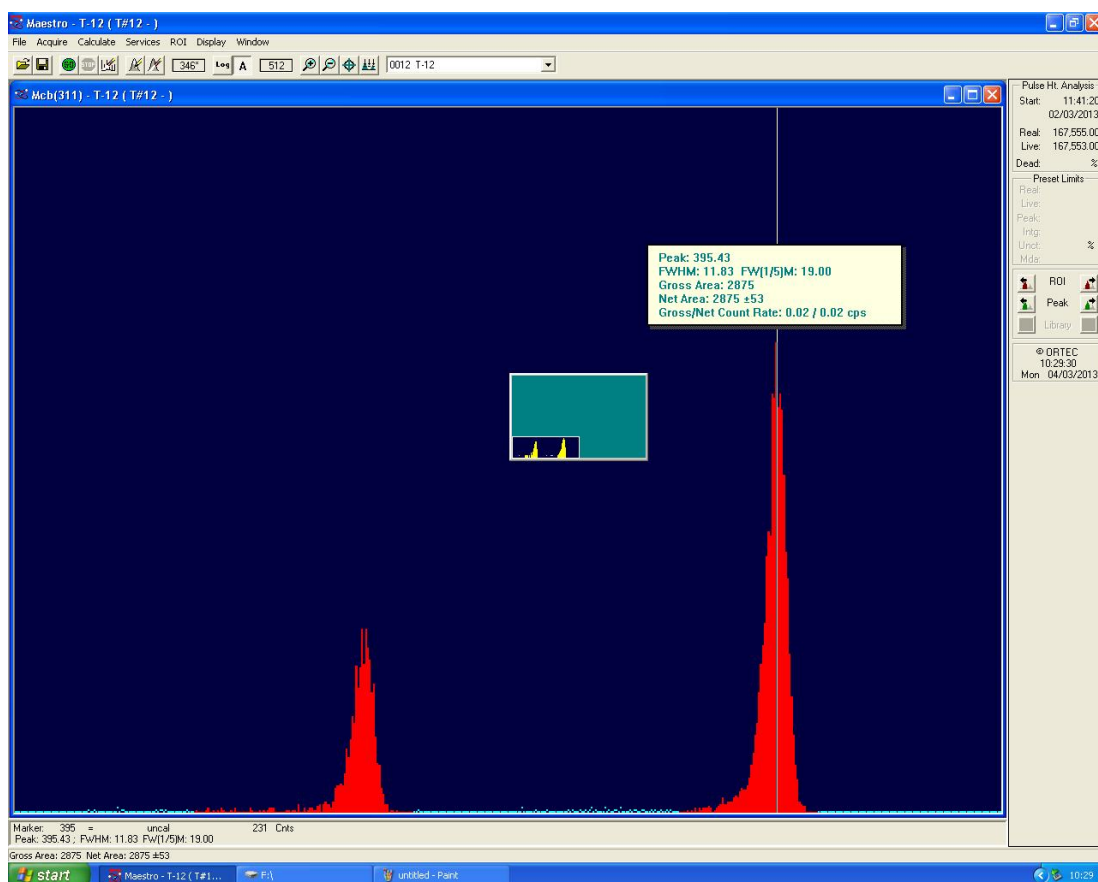 Maestro - T-12 ( T#12 - )
File Acquire Calculate Services ROI Display Window
346° Log A 512 0012 T-12
Mcb(311) - T-12 ( T#12 - )
Peak: 395.43
FWHM: 11.83 FW(1/5)M: 19.00
Gross Area: 2875
Net Area: 2875 ±53
Gross/Net Count Rate: 0.02 / 0.02 cps
Pulse Ht. Analysis
Start: 11:41:20
02/03/2013
Real: 167,555.00
Live: 167,553.00
Dead: %
Preset Limits
Real:
Live:
Peak:
Intg:
Unct: %
Mda:
ROI
Peak
Library
© ORTEC
10:29:30
Mon 04/03/2013
Marker: 395 = uncal 231 Cnts
Peak: 395.43 ; FWHM: 11.83 FW(1/5)M: 19.00
Gross Area: 2875 Net Area: 2875 ±53
start Maestro - T-12 ( T#1... F:\ untitled - Paint 10:29